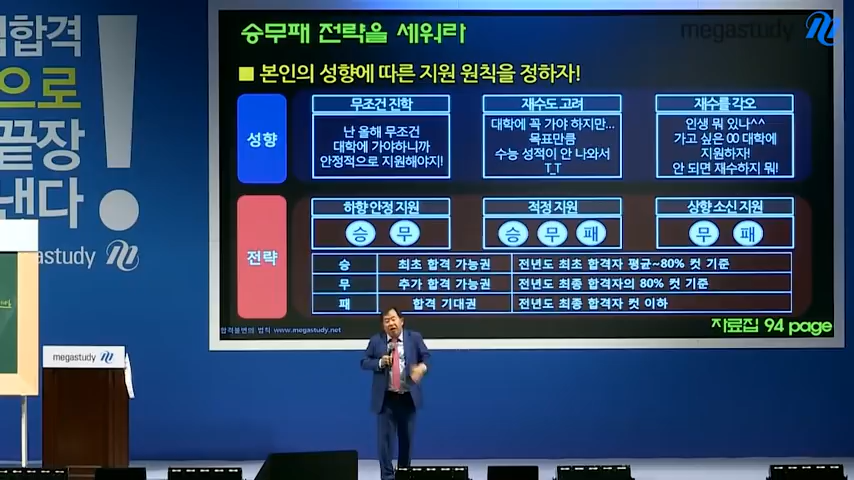 합격
으로
끝장
낸다
!
megastudy
megastudy
승무패 전략을 세워라
megastudy
■ 본인의 성향에 따른 지원 원칙을 정하자!
성향
무조건 진학
난 올해 무조건
대학에 가야하니까
안정적으로 지원해야지!
재수도 고려
대학에 꼭 가야 하지만...
목표만큼
수능 성적이 안 나와서
T_T
재수를 각오
인생 뭐 있나^^
가고 싶은 00 대학에
지원하자!
안 되면 재수하지 뭐!
전략
하향 안정 지원
승 무
적정 지원
승 무 패
상향 소신 지원
무 패
승 최초 합격 가능권 전년도 최초 합격자 평균~80% 컷 기준
무 추가 합격 가능권 전년도 최종 합격자의 80% 컷 기준
패 합격 기대권 전년도 최종 합격자 컷 이하
합격불변의 법칙 www.megastudy.net
자료집 94 page